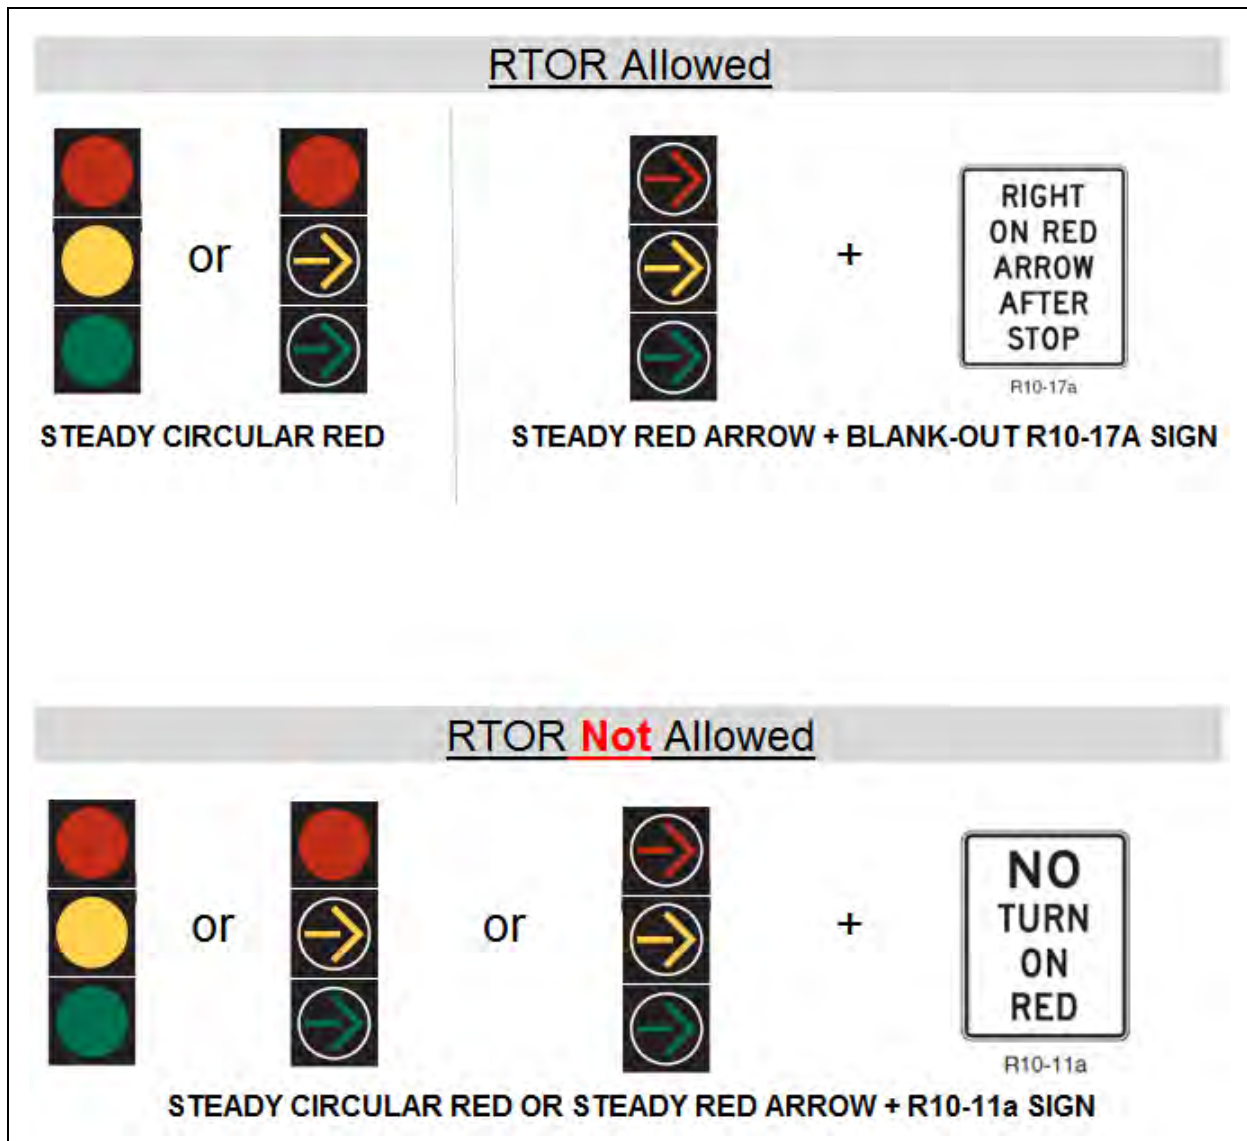 RTOR Allowed
or
+
RIGHT
ON RED
ARROW
AFTER
STOP
R10-17a
STEADY CIRCULAR RED
STEADY RED ARROW + BLANK-OUT R10-17A SIGN
RTOR Not Allowed
or
or
+
NO
TURN
ON
RED
R10-11a
STEADY CIRCULAR RED OR STEADY RED ARROW + R10-11a SIGN